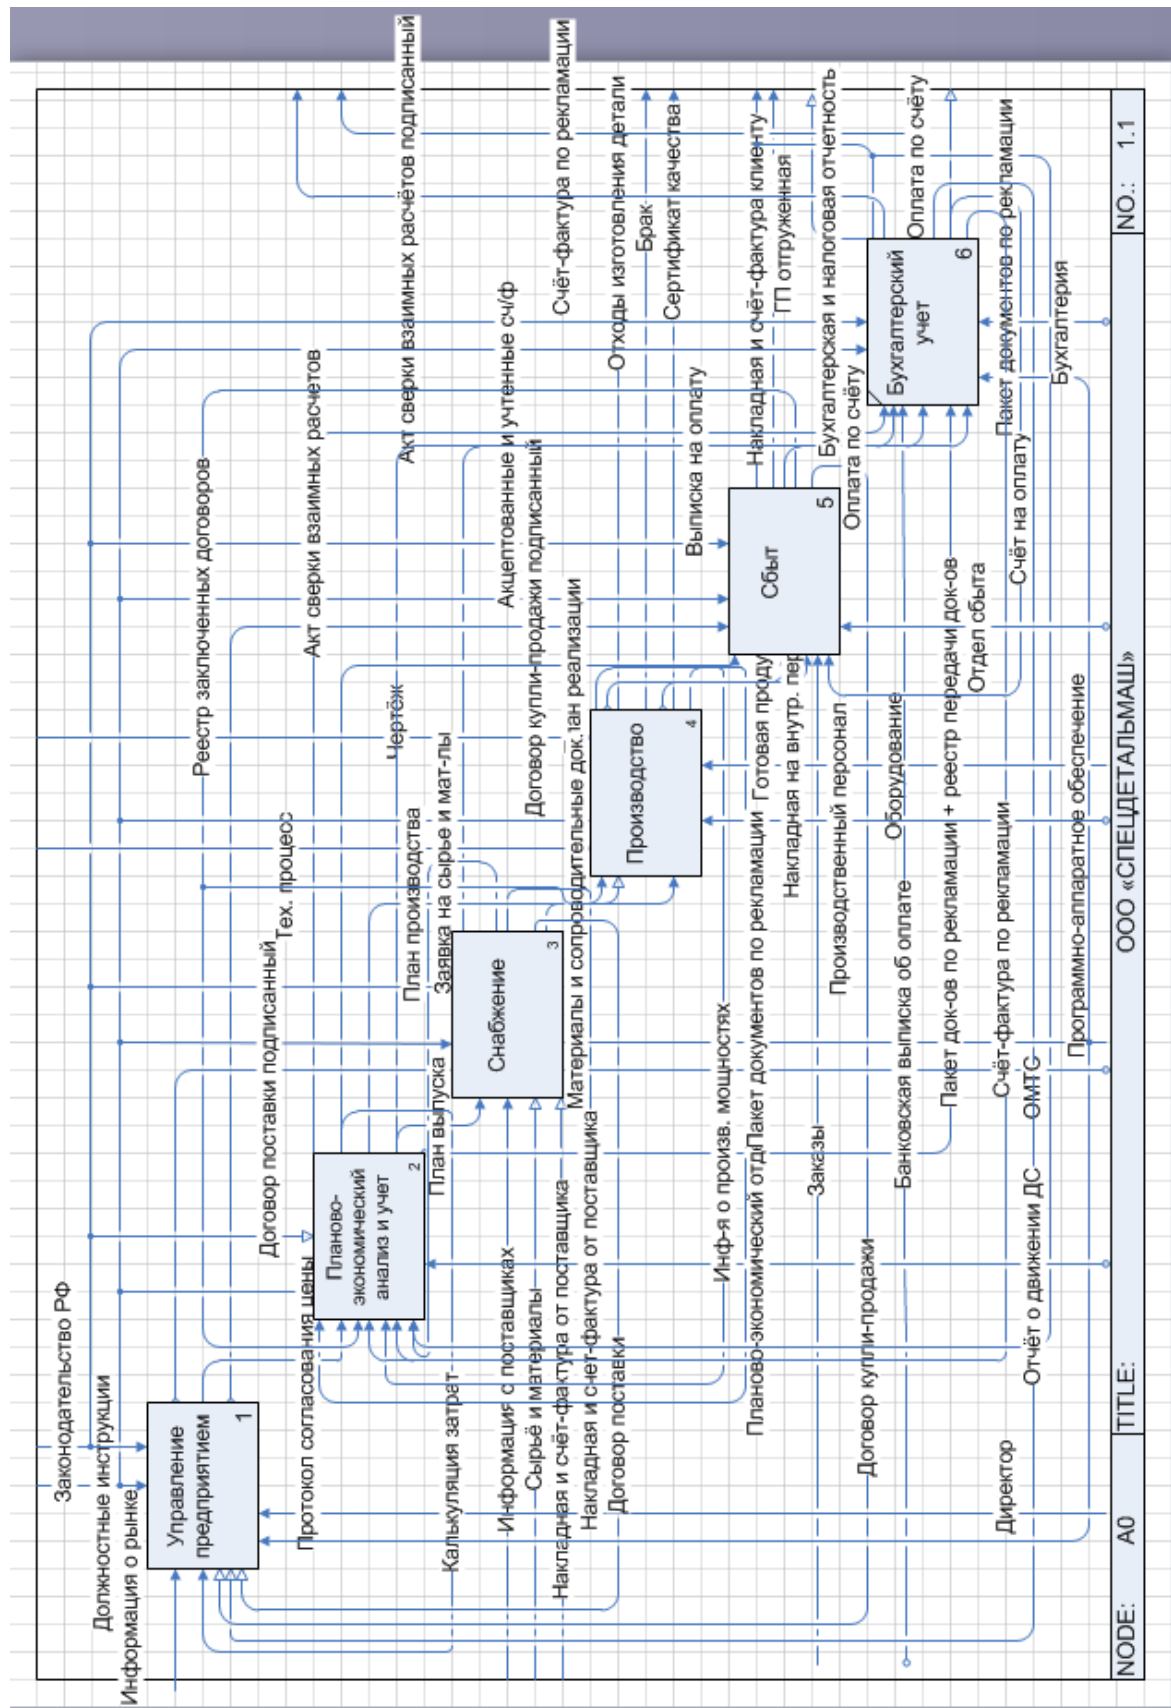 Законодательство РФ
Должностные инструкции
Информация о рынке
Управление
предприятием
1
Протокол согласования цены
Договор поставки подписанный
Тех. процесс
Реестр заключенных договоров
Акт сверки взаимных расчетов
Чертёж
Акт сверки взаимных расчётов подписанный
Планово-
экономический
анализ и учет
2
План производства
Заявка на сырье и мат-лы
План выпуска
Калькуляция затрат
Снабжение
3
Акцептованные и учтенные сч/ф
Договор купли-продажи подписанный
Счёт-фактура по рекламации
Информация о поставщиках
Сырьё и материалы
Накладная и счёт-фактура от поставщика
Материалы и сопроводительные док.
лан реализации
Накладная и счет-фактура от поставщика
Договор поставки
Производство
4
Отходы изготовления детали
Брак
Сертификат качества
Выписка на оплату
Инф-я о произв. мощностях
Планово-экономический отд
Пакет документов по рекламации
Готовая проду
Накладная на внутр. пер
Сбыт
5
Накладная и счёт-фактура клиенту
ГП отгруженная
Бухгалтерская и налоговая отчетность
Оплата по счёту
Заказы
Производственный персонал
Договор купли-продажи
Оборудование
Банковская выписка об оплате
Бухгалтерский
учет
6
Оплата по счёту
Пакет док-ов по рекламации + реестр передачи док-ов
Отдел сбыта
Пакет документов по рекламации
Счёт на оплату
Счёт-фактура по рекламации
Директор
Отчёт о движении ДС
ОМТС
Бухгалтерия
Программно-аппаратное обеспечение
NODE: A0
TITLE: ООО «СПЕЦДЕТАЛЬМАШ»
NO.: 1.1